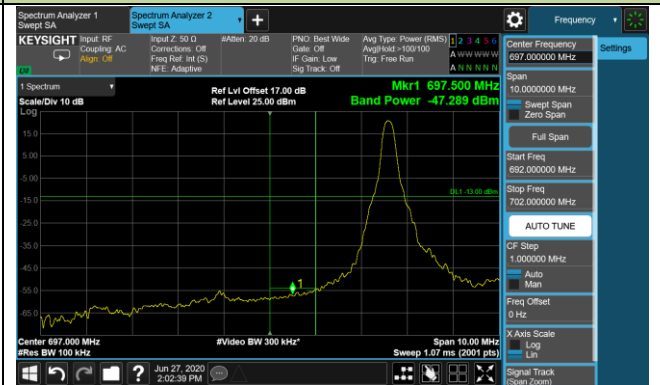 Spectrum Analyzer 1
Swept SA
Spectrum Analyzer 2
Swept SA
+
Frequency
KEYSIGHT
Input: RF
Coupling: AC
Align: Off
Input Z: 50 Ω
Corrections: Off
Freq Ref: Int (S)
NFE: Adaptive
#Atten: 20 dB
PNO: Best Wide
Gate: Off
IF Gain: Low
Sig Track: Off
Avg Type: Power (RMS)
Avg|Hold:>100/100
Trig: Free Run
1 2 3 4 5 6
A W W W W W
A N N N N N
1 Spectrum
Scale/Div 10 dB
Ref Lvl Offset 17.00 dB
Ref Level 25.00 dBm
Mkr1 697.500 MHz
Band Power -47.289 dBm
Log
15.0
5.00
-5.00
-15.0
-25.0
-35.0
-45.0
-55.0
-65.0
DL1 -13.00 dBm
1
Center 697.000 MHz
#Res BW 100 kHz
#Video BW 300 kHz*
Span 10.00 MHz
Sweep 1.07 ms (2001 pts)
Jun 27, 2020
2:02:39 PM
Center Frequency
697.000000 MHz
Settings
Span
10.0000000 MHz
Swept Span
Zero Span
Full Span
Start Freq
692.000000 MHz
Stop Freq
702.000000 MHz
AUTO TUNE
CF Step
1.000000 MHz
Auto
Man
Freq Offset
0 Hz
X Axis Scale
Log
Lin
Signal Track
(Span Zoom)